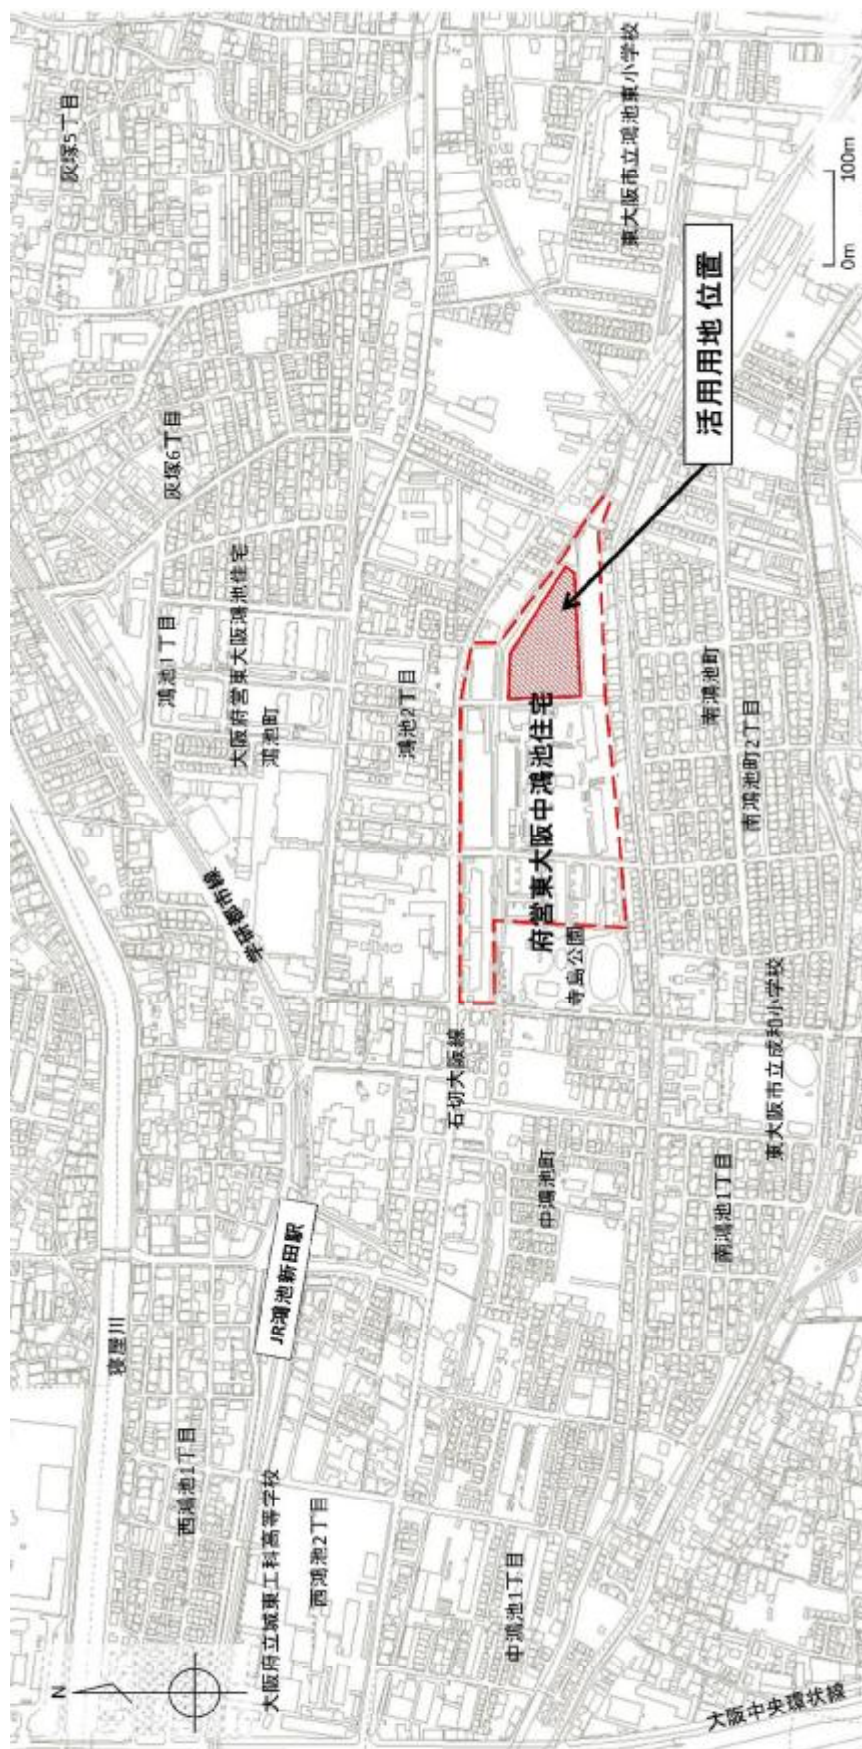 N
寝屋川
西鴻池1丁目
大阪府立城東工科高等学校
西鴻池2丁目
中鴻池1丁目
大阪中央環状線
JR鴻池新田駅
学研都市線
石切大阪線
中鴻池町
南鴻池1丁目
東大阪市立成和小学校
寺島公園
府営東大阪中鴻池住宅
鴻池1丁目
大阪府営東大阪鴻池住宅
鴻池町
鴻池2丁目
南鴻池町
南鴻池町2丁目
灰塚6丁目
灰塚5丁目
活用用地 位置
東大阪市立鴻池東小学校
0m
100m